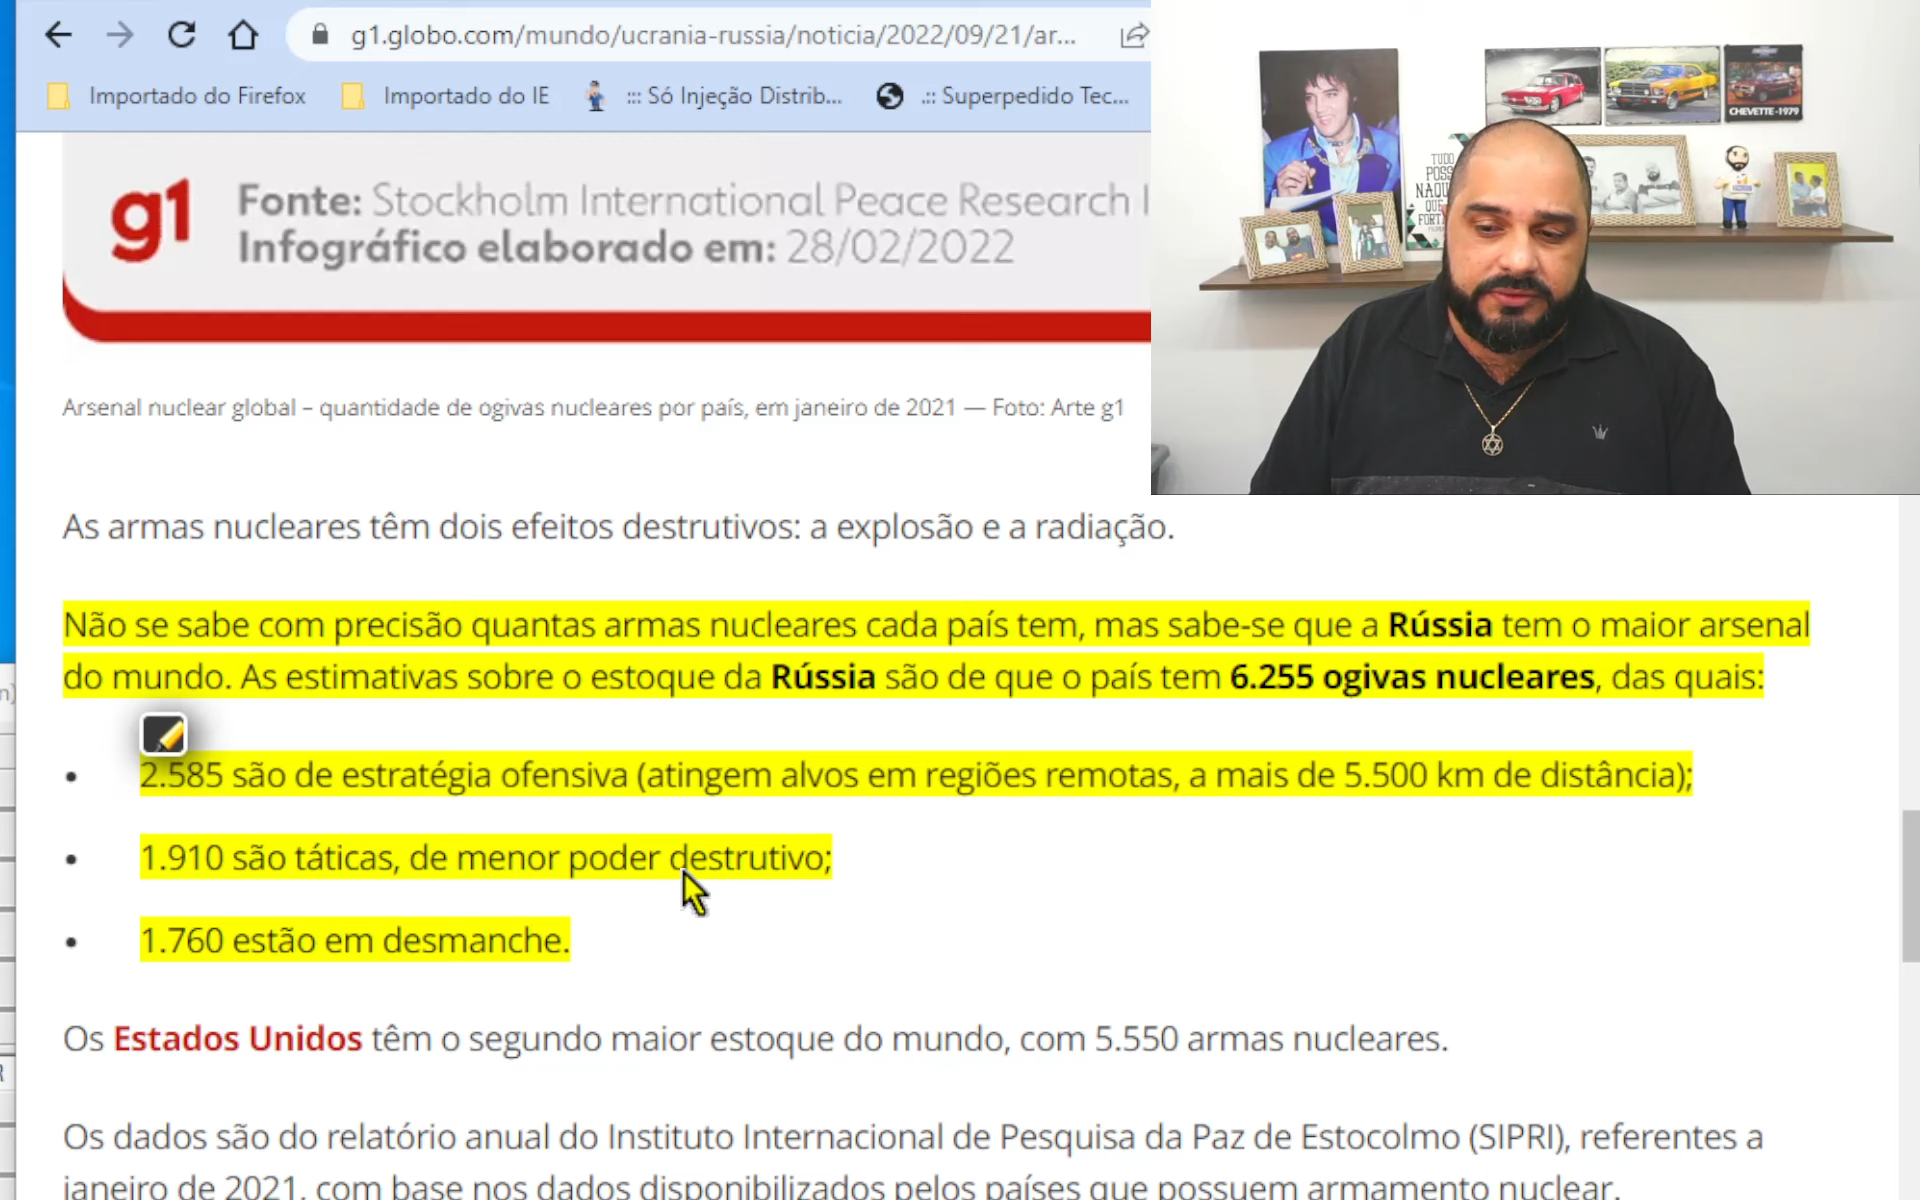 g1.globo.com/mundo/ucrania-russia/noticia/2022/09/21/ar...
Importado do Firefox
Importado do IE
::: Só Injeção Distrib...
.:: Superpedido Tec...
g1
Fonte: Stockholm International Peace Research
Infográfico elaborado em: 28/02/2022
CHEVETTE-1979
TUDO
POSS
NAQU
QUE
FORT
Arsenal nuclear global – quantidade de ogivas nucleares por país, em janeiro de 2021 — Foto: Arte g1
As armas nucleares têm dois efeitos destrutivos: a explosão e a radiação.
Não se sabe com precisão quantas armas nucleares cada país tem, mas sabe-se que a Rússia tem o maior arsenal
do mundo. As estimativas sobre o estoque da Rússia são de que o país tem 6.255 ogivas nucleares, das quais:
• 2.585 são de estratégia ofensiva (atingem alvos em regiões remotas, a mais de 5.500 km de distância);
• 1.910 são táticas, de menor poder destrutivo;
• 1.760 estão em desmanche.
Os Estados Unidos têm o segundo maior estoque do mundo, com 5.550 armas nucleares.
Os dados são do relatório anual do Instituto Internacional de Pesquisa da Paz de Estocolmo (SIPRI), referentes a
janeiro de 2021, com base nos dados disponibilizados pelos países que possuem armamento nuclear.